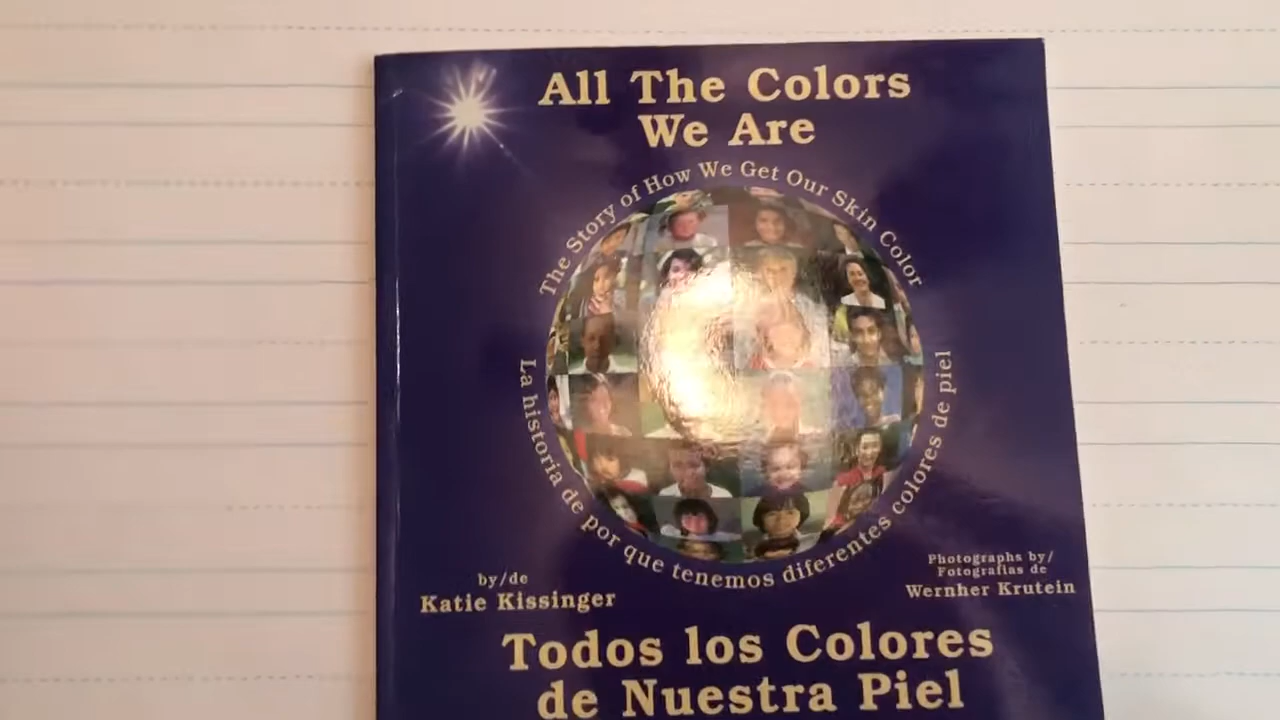 All The Colors
We Are
The Story of How We Get Our Skin Color
La historia de por que tenemos diferentes colores de piel
by/de
Katie Kissinger
Photographs by/
Fotografias de
Wernher Krutein
Todos los Colores
de Nuestra Piel